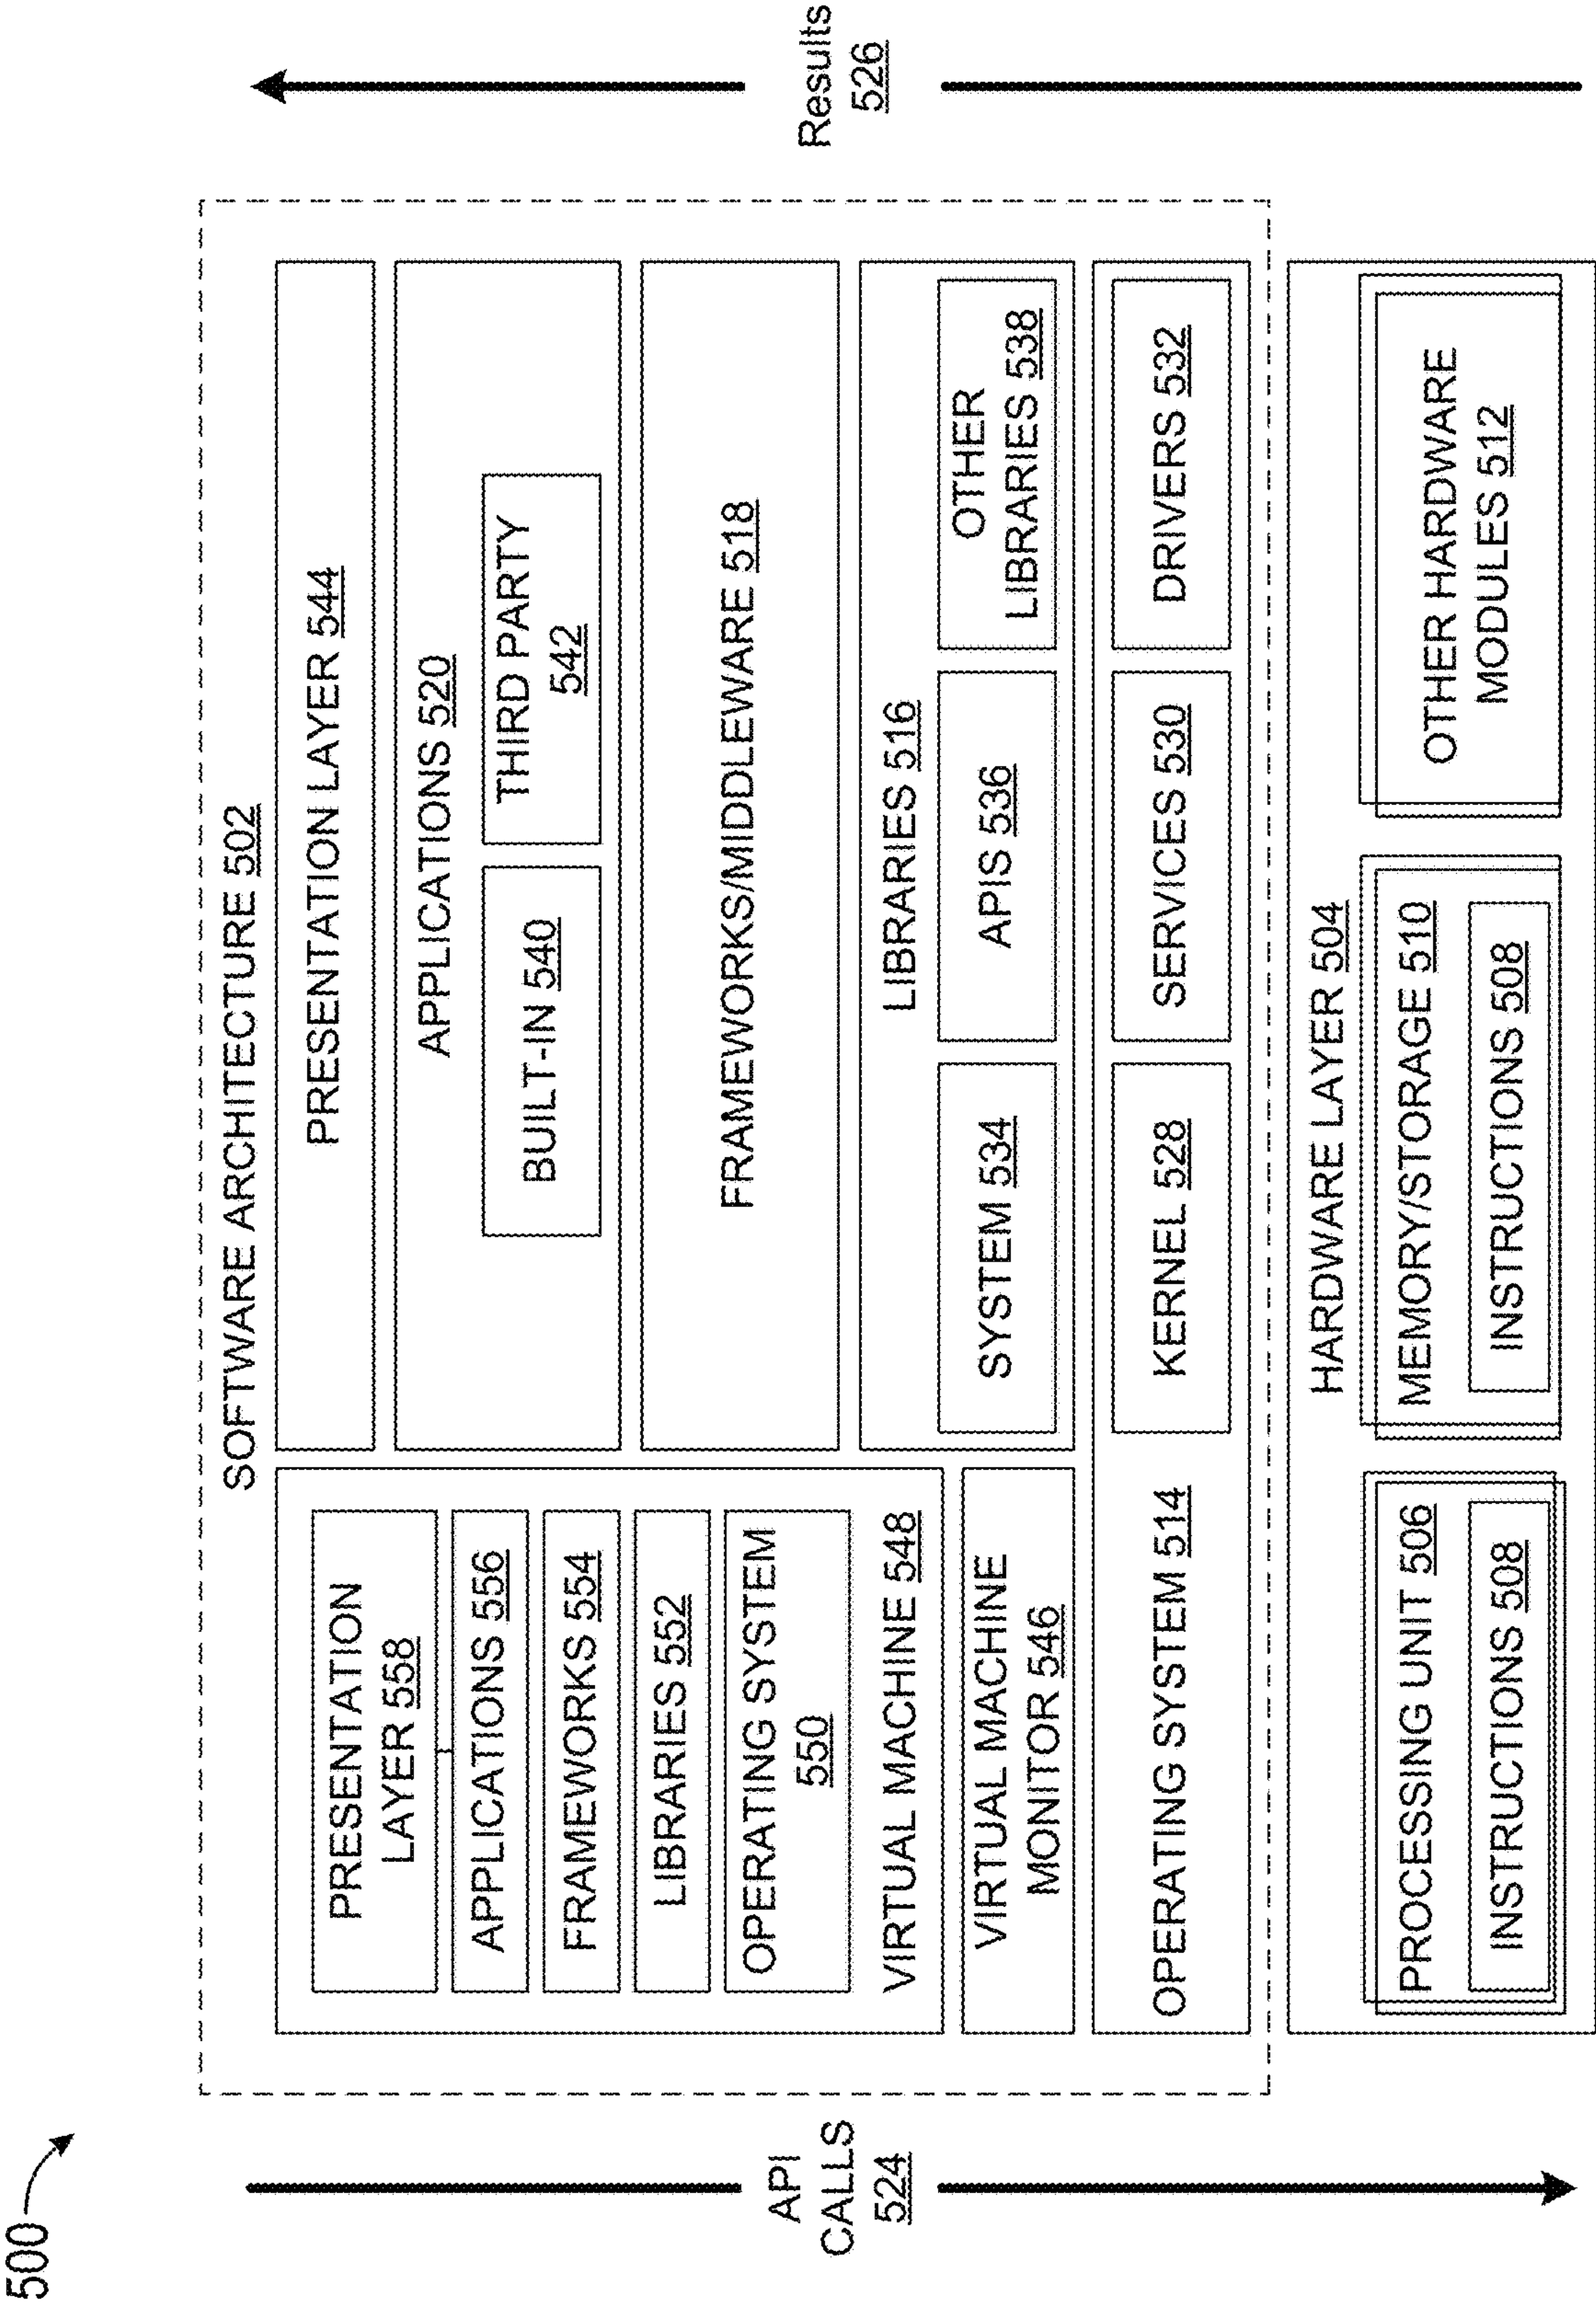 500
SOFTWARE ARCHITECTURE 502
PRESENTATION
LAYER 558
APPLICATIONS 556
FRAMEWORKS 554
LIBRARIES 552
OPERATING SYSTEM
550
VIRTUAL MACHINE 548
VIRTUAL MACHINE
MONITOR 546
PRESENTATION LAYER 544
APPLICATIONS 520
BUILT-IN 540
THIRD PARTY
542
FRAMEWORKS/MIDDLEWARE 518
LIBRARIES 516
SYSTEM 534
APIS 536
OTHER
LIBRARIES 538
OPERATING SYSTEM 514
KERNEL 528
SERVICES 530
DRIVERS 532
HARDWARE LAYER 504
PROCESSING UNIT 506
INSTRUCTIONS 508
MEMORY/STORAGE 510
INSTRUCTIONS 508
OTHER HARDWARE
MODULES 512
API
CALLS
524
Results
526